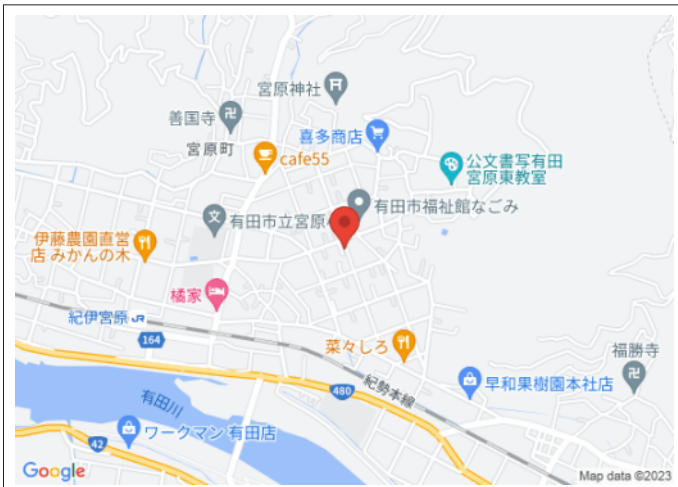 宮原神社
善国寺
宮原町
喜多商店
cafe55
公文書写有田
宮原東教室
有田市福祉館なごみ
有田市立宮原小
伊藤農園直営
店 みかんの木
橘家
紀伊宮原 JR
164
菜々しろ
福勝寺
紀勢本線
480
早和果樹園本社店
有田川
42
ワークマン 有田店
Google
Map data ©2023